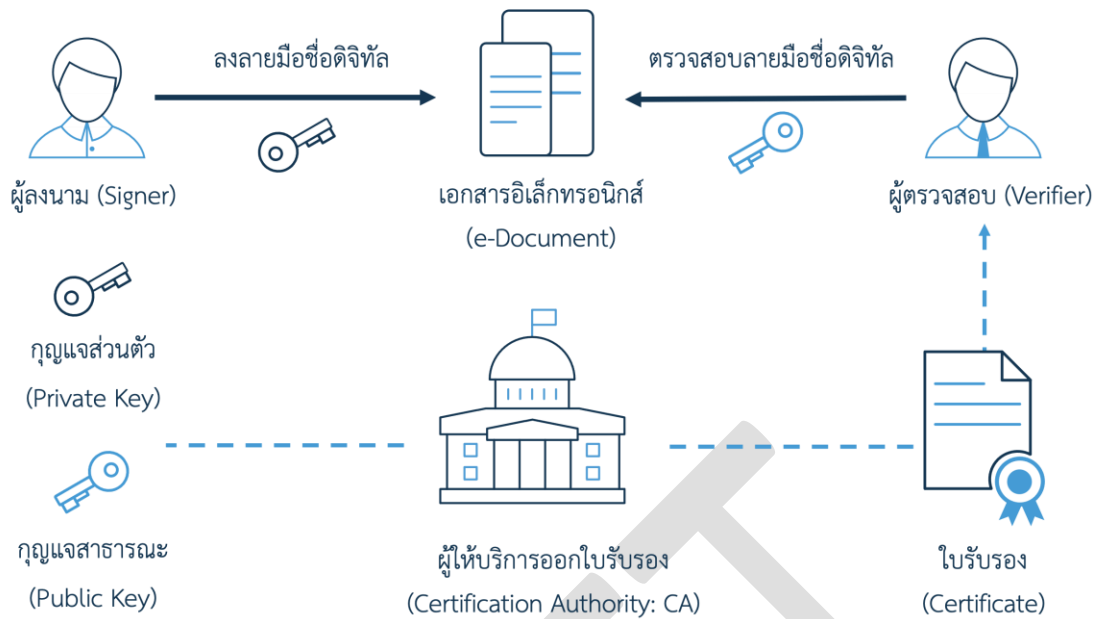 ลงลายมือชื่อดิจิทัล
ตรวจสอบลายมือชื่อดิจิทัล
ผู้ลงนาม (Signer)
เอกสารอิเล็กทรอนิกส์
(e-Document)
ผู้ตรวจสอบ (Verifier)
กุญแจส่วนตัว
(Private Key)
กุญแจสาธารณะ
(Public Key)
ผู้ให้บริการออกใบรับรอง
(Certification Authority: CA)
ใบรับรอง
(Certificate)